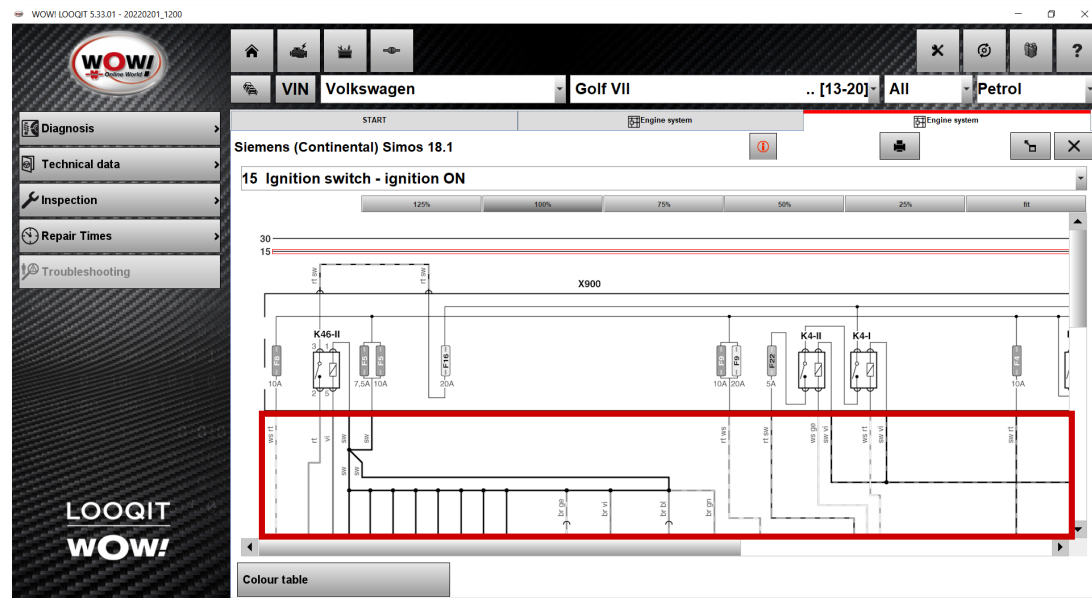 WOW! LOOQIT 5.33.01 - 20220201_1200
WOW!
Online World
?
VIN Volkswagen Golf VII .. [13-20] All Petrol
START Engine system Engine system
Diagnosis
Technical data
Inspection
Repair Times
Troubleshooting
Siemens (Continental) Simos 18.1
15 Ignition switch - ignition ON
125% 100% 75% 50% 25% fit
30
15
rt sw rt sw
X900
K46-II K4-II K4-I
3 1
F8 F5 F5 F16 F9 F9 F22 F4
10A 7,5A 10A 20A 10A 20A 5A 10A
2 5
ws rt rt vi sw sw rt ws rt sw ws ge sw vi ws rt sw vi sw rt
sw sw
br ge br vi br bl br gn
LOOQIT
WOW!
Colour table